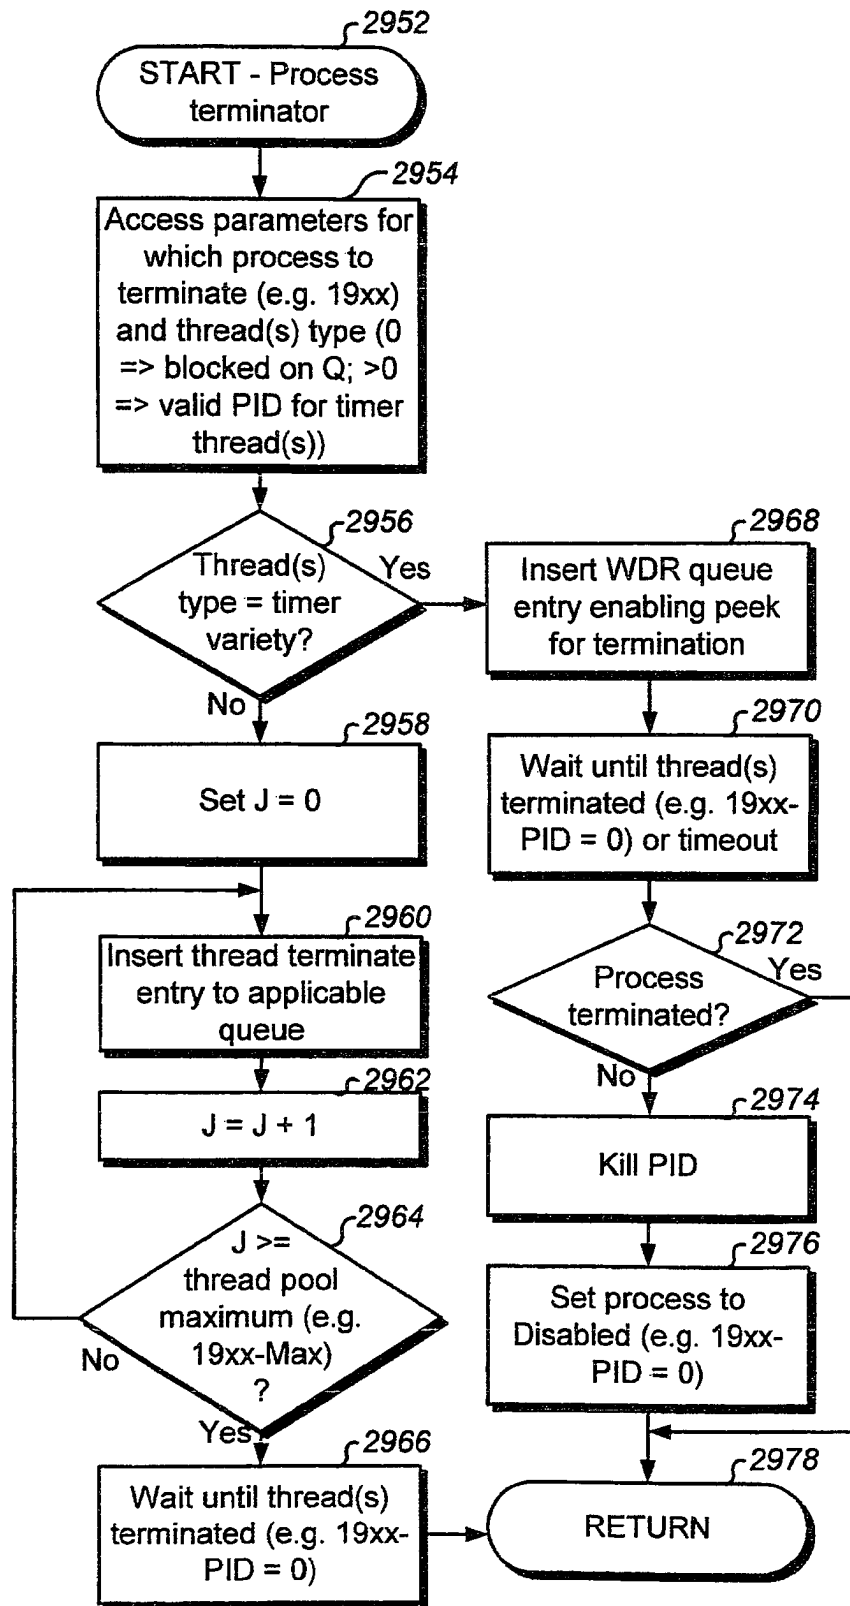 2952
START - Process
terminator
2954
Access parameters for
which process to
terminate (e.g. 19xx)
and thread(s) type (0
=> blocked on Q; >0
=> valid PID for timer
thread(s))
2956
Thread(s)
type = timer
variety?
Yes
No
2958
Set J = 0
2960
Insert thread terminate
entry to applicable
queue
2962
J = J + 1
2964
J >=
thread pool
maximum (e.g.
19xx-Max)
?
No
Yes
2966
Wait until thread(s)
terminated (e.g. 19xx-
PID = 0)
2968
Insert WDR queue
entry enabling peek
for termination
2970
Wait until thread(s)
terminated (e.g. 19xx-
PID = 0) or timeout
2972
Process
terminated?
Yes
No
2974
Kill PID
2976
Set process to
Disabled (e.g. 19xx-
PID = 0)
2978
RETURN